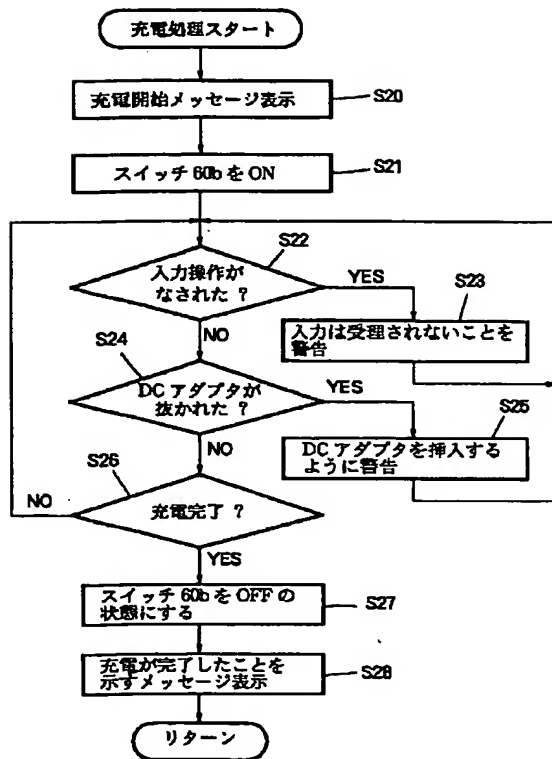 充電処理スタート
充電開始メッセージ表示
S20
スイッチ 60b を ON
S21
S22
入力操作が
なされた ?
YES
S23
入力は受理されないことを
警告
NO
S24
DC アダプタが
抜かれた ?
YES
S25
DC アダプタを挿入する
ように警告
NO
S26
充電完了 ?
NO
YES
スイッチ 60b を OFF の
状態にする
S27
充電が完了したことを
示すメッセージ表示
S28
リターン